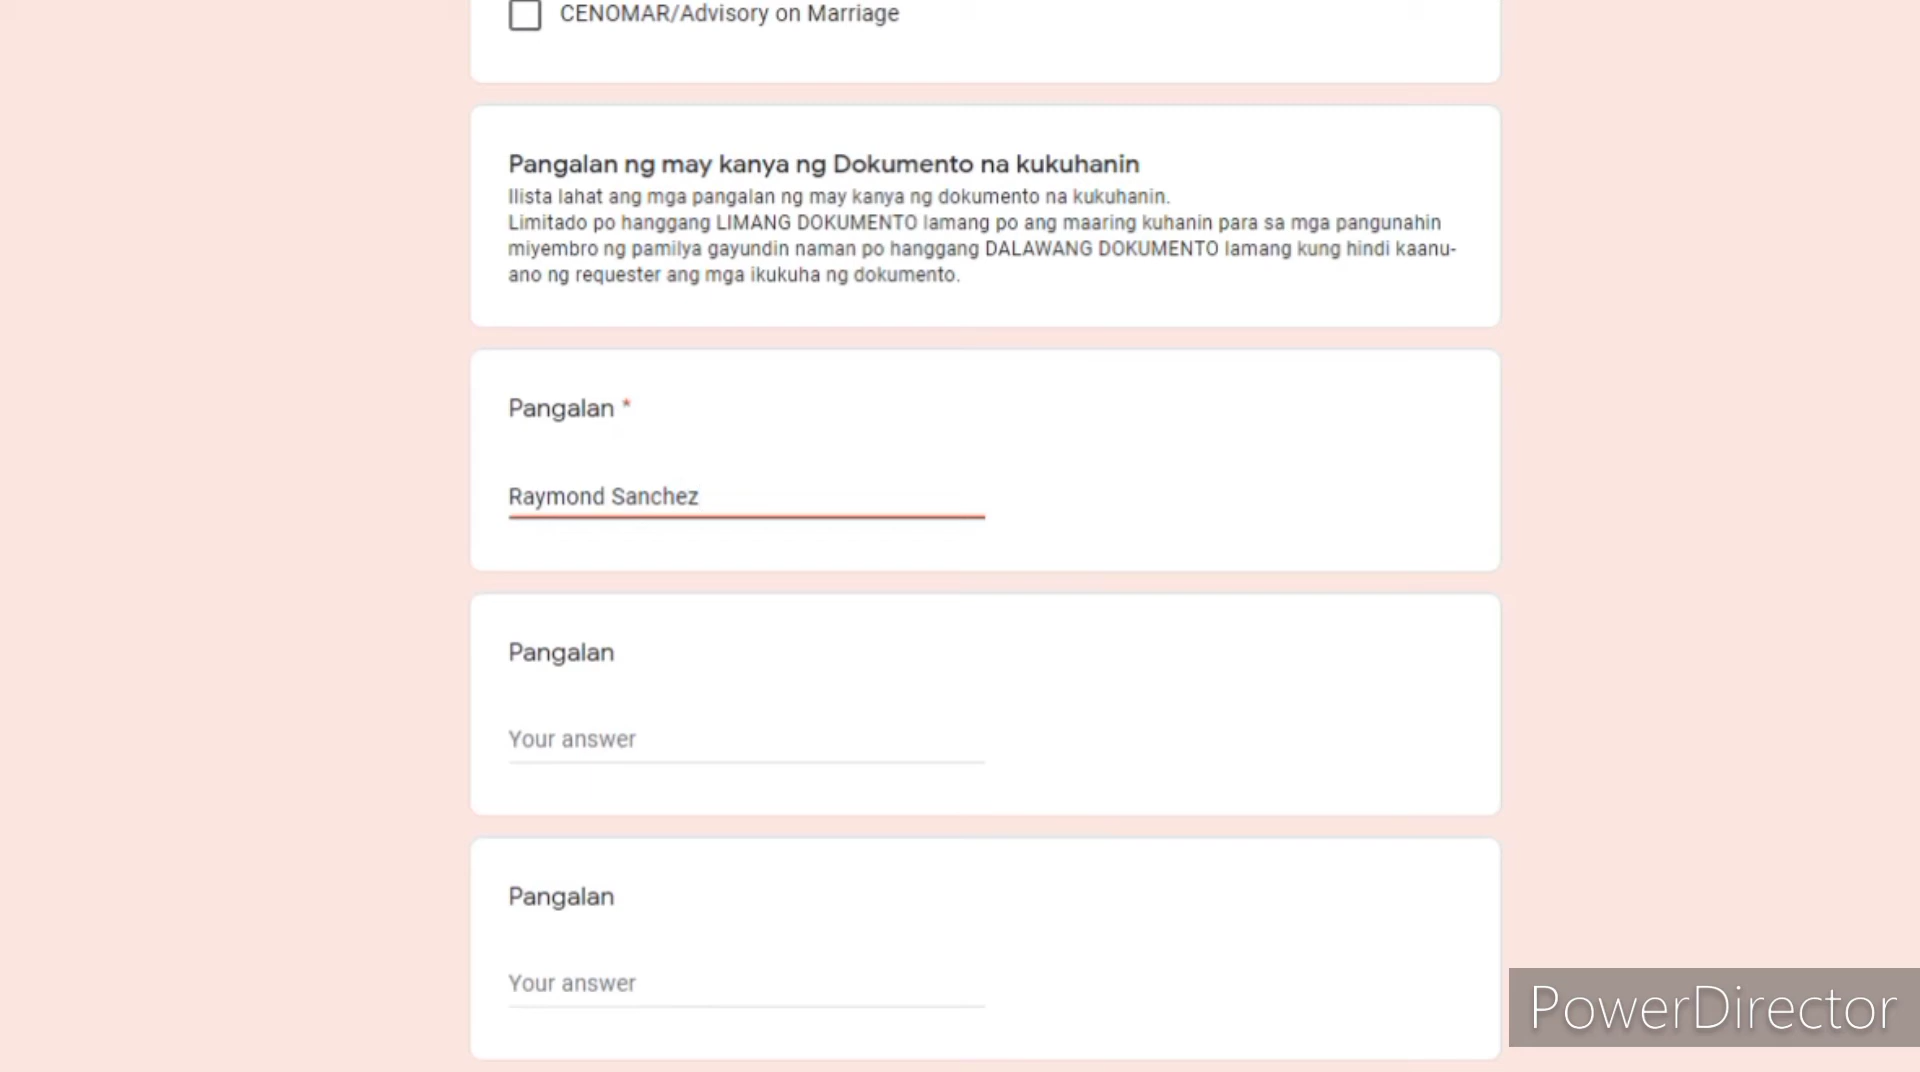 CENOMAR/Advisory on Marriage
Pangalan ng may kanya ng Dokumento na kukuhanin
Ilista lahat ang mga pangalan ng may kanya ng dokumento na kukuhanin.
Limitado po hanggang LIMANG DOKUMENTO lamang po ang maaring kuhanin para sa mga pangunahin
miyembro ng pamilya gayundin naman po hanggang DALAWANG DOKUMENTO lamang kung hindi kaanu-
ano ng requester ang mga ikukuha ng dokumento.
Pangalan *
Raymond Sanchez
Pangalan
Your answer
Pangalan
Your answer
PowerDirector